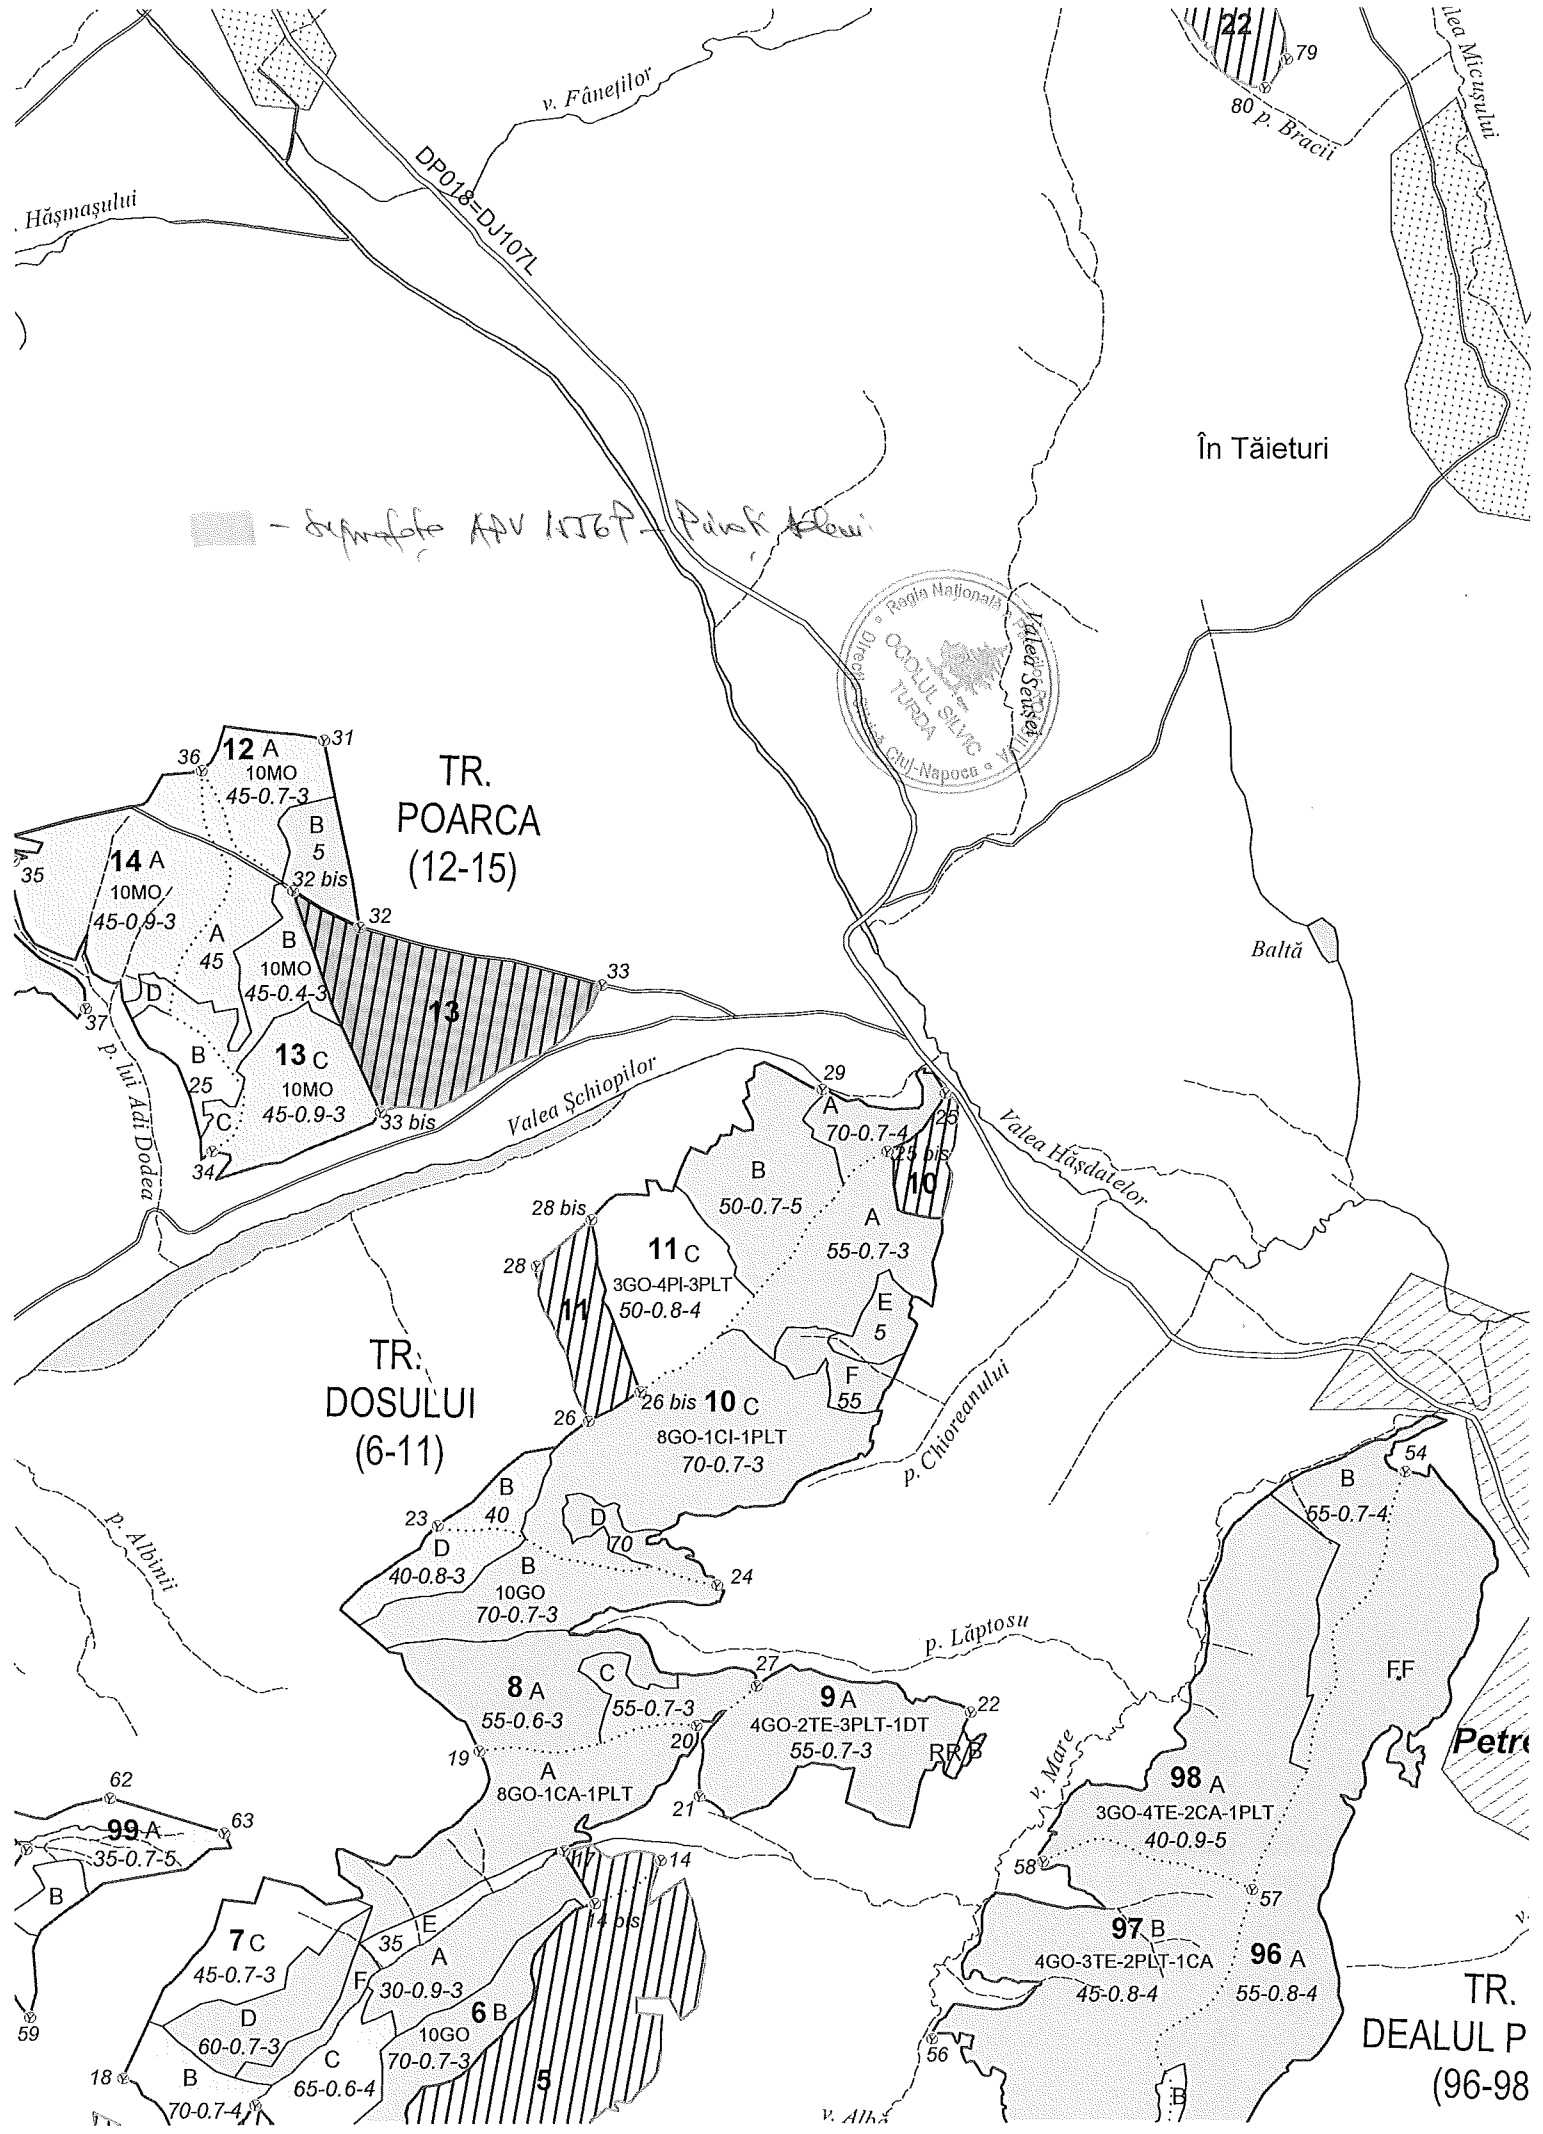 22
79
80
p. Bracii
v. Fâneților
DP018=DJ107L
. Hășmașului
lea Micușului
În Tăieturi
APV 1556P
Regia Națională a
OCOLUL SILVIC
TURDA
Cluj-Napoca
Valea Seușei
12 A
10MO
45-0.7-3
31
36
B
5
TR.
POARCA
(12-15)
35
14 A
10MO
45-0.9-3
32 bis
32
A
45
B
10MO
45-0.4-3
13
33
D
37
p. lui Adi Dodea
B
25
13 C
10MO
45-0.9-3
C
34
33 bis
Valea Șchiopilor
Baltă
29
A
70-0.7-4
25
25 bis
10
Valea Hășdatelor
B
50-0.7-5
A
55-0.7-3
28 bis
28
11
11 C
3GO-4PI-3PLT
50-0.8-4
E
5
F
55
TR.
DOSULUI
(6-11)
26
26 bis
10 C
8GO-1CI-1PLT
70-0.7-3
p. Chioreanului
p. Albinii
B
40
23
D
40-0.8-3
D
70
B
10GO
70-0.7-3
24
54
B
55-0.7-4
p. Lăptosu
27
8 A
55-0.6-3
C
55-0.7-3
9 A
4GO-2TE-3PLT-1DT
55-0.7-3
22
RR B
19
20
A
8GO-1CA-1PLT
21
F.F
Petre
v. Mare
98 A
3GO-4TE-2CA-1PLT
40-0.9-5
58
57
62
63
99 A
35-0.7-5
B
17
14
14 bis
7 C
45-0.7-3
E
35
A
30-0.9-3
F
D
60-0.7-3
6 B
10GO
70-0.7-3
C
65-0.6-4
B
70-0.7-4
18
59
5
97 B
4GO-3TE-2PLT-1CA
45-0.8-4
96 A
55-0.8-4
56
B
v. Albă
v.
TR.
DEALUL P
(96-98